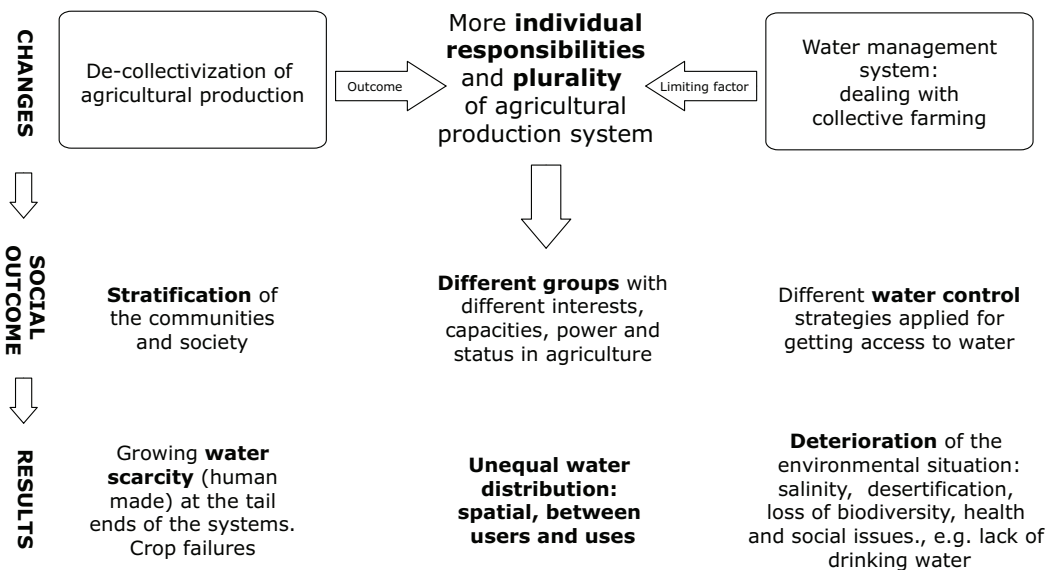 CHANGES
De-collectivization of
agricultural production
Outcome
More individual
responsibilities
and plurality
of agricultural
production system
Limiting factor
Water management
system:
dealing with
collective farming
SOCIAL
OUTCOME
Stratification of
the communities
and society
Different groups with
different interests,
capacities, power and
status in agriculture
Different water control
strategies applied for
getting access to water
RESULTS
Growing water
scarcity (human
made) at the tail
ends of the systems.
Crop failures
Unequal water
distribution:
spatial, between
users and uses
Deterioration of the
environmental situation:
salinity, desertification,
loss of biodiversity, health
and social issues., e.g. lack of
drinking water